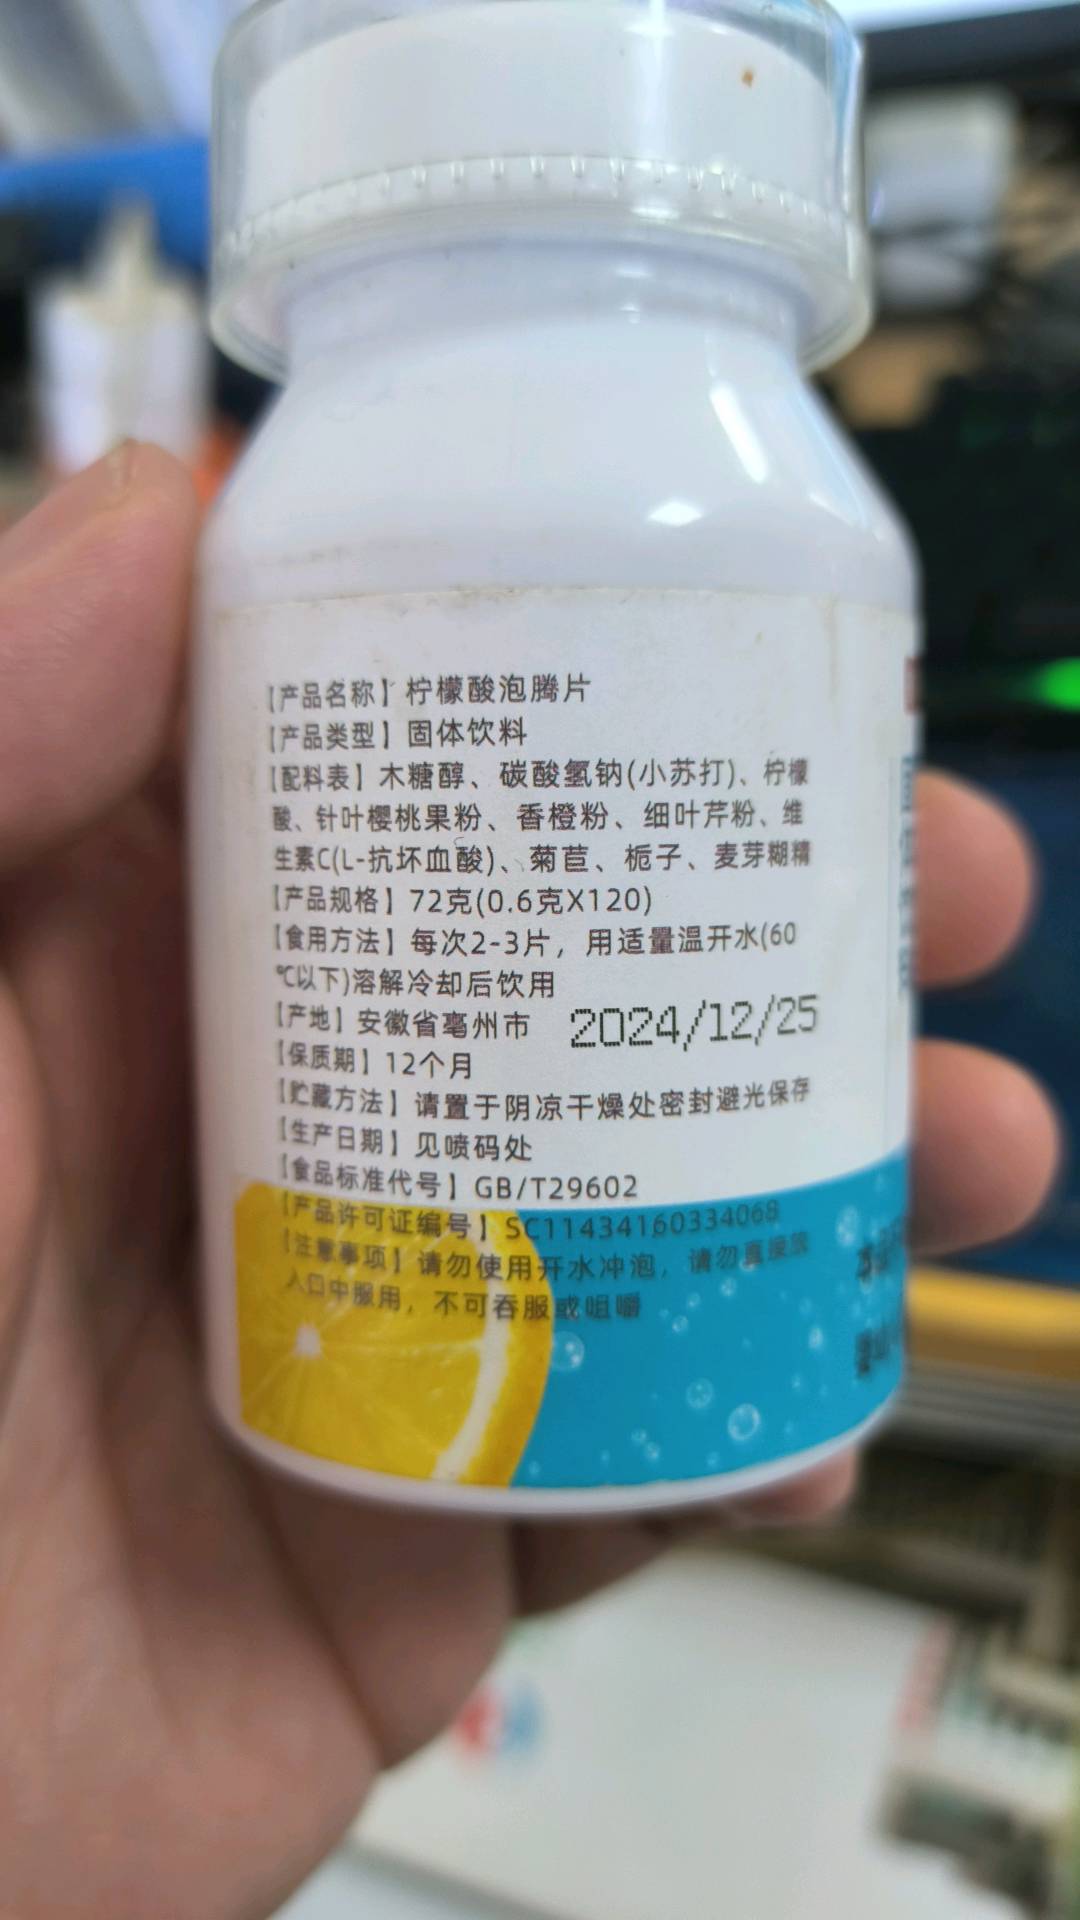 【产品名称】柠檬酸泡腾片
【产品类型】固体饮料
【配料表】木糖醇、碳酸氢钠(小苏打)、柠檬
酸、针叶樱桃果粉、香橙粉、细叶芹粉、维
生素C(L-抗坏血酸)、菊苣、栀子、麦芽糊精
【产品规格】72克(0.6克X120)
【食用方法】每次2-3片，用适量温开水(60
℃以下)溶解冷却后饮用
【产地】安徽省亳州市
2024/12/25
【保质期】12个月
【贮藏方法】请置于阴凉干燥处密封避光保存
【生产日期】见喷码处
【食品标准代号】GB/T29602
【产品许可证编号】SC11434160334068
【注意事项】请勿使用开水冲泡，请勿直接放
入口中服用，不可吞服或咀嚼